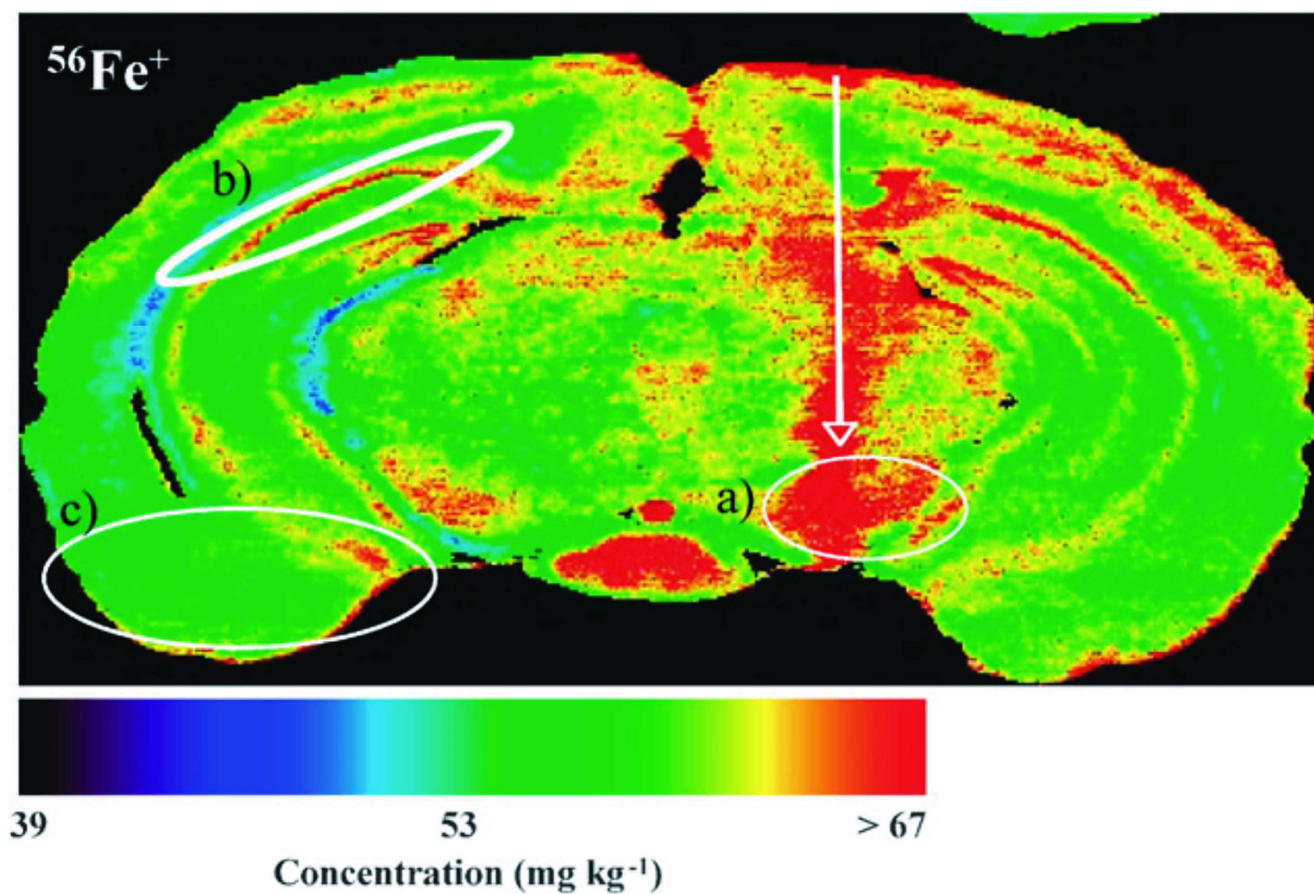 ⁵⁶Fe⁺
b)
a)
c)
39 53 > 67
Concentration (mg kg⁻¹)